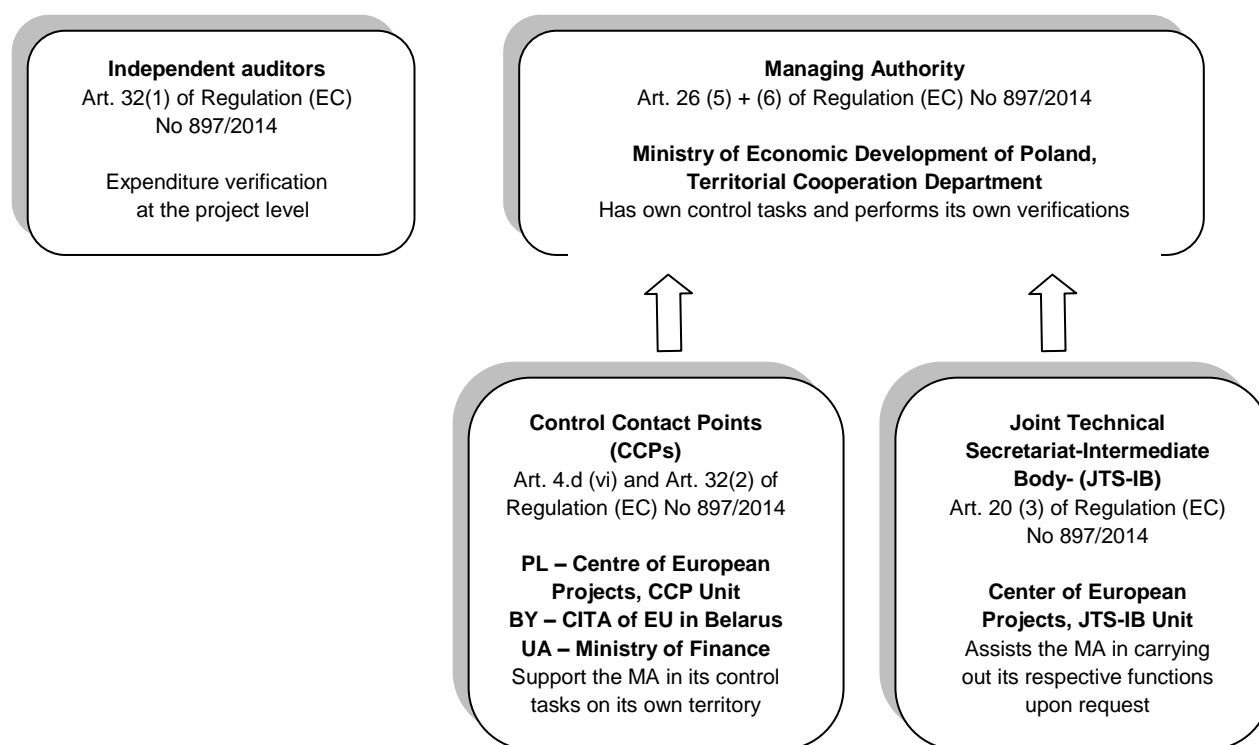 Independent auditors
Art. 32(1) of Regulation (EC)
No 897/2014
Expenditure verification
at the project level
Managing Authority
Art. 26 (5) + (6) of Regulation (EC) No 897/2014
Ministry of Economic Development of Poland,
Territorial Cooperation Department
Has own control tasks and performs its own verifications
Control Contact Points
(CCPs)
Art. 4.d (vi) and Art. 32(2) of
Regulation (EC) No 897/2014
PL – Centre of European
Projects, CCP Unit
BY – CITA of EU in Belarus
UA – Ministry of Finance
Support the MA in its control
tasks on its own territory
Joint Technical
Secretariat-Intermediate
Body- (JTS-IB)
Art. 20 (3) of Regulation (EC)
No 897/2014
Center of European
Projects, JTS-IB Unit
Assists the MA in carrying
out its respective functions
upon request